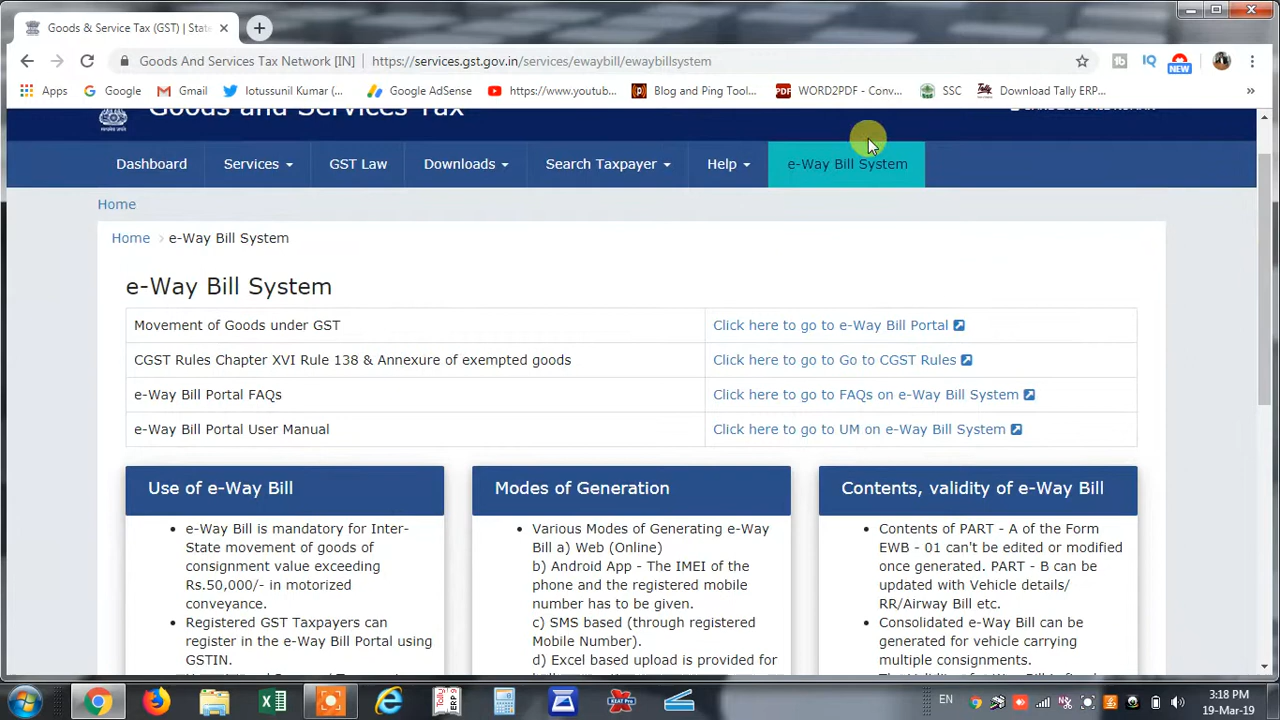 Goods & Service Tax (GST) | State
Goods And Services Tax Network [IN] | https://services.gst.gov.in/services/ewaybill/ewaybillsystem
NEW
Apps
Google
Gmail
Lotussunil Kumar (...
Google AdSense
https://www.youtub...
Blog and Ping Tool...
PDF WORD2PDF - Conv...
SSC
Download Tally ERP...
»
Goods and Services Tax
Dashboard
Services
GST Law
Downloads
Search Taxpayer
Help
e-Way Bill System
Home
Home > e-Way Bill System
e-Way Bill System
Movement of Goods under GST
Click here to go to e-Way Bill Portal
CGST Rules Chapter XVI Rule 138 & Annexure of exempted goods
Click here to go to Go to CGST Rules
e-Way Bill Portal FAQs
Click here to go to FAQs on e-Way Bill System
e-Way Bill Portal User Manual
Click here to go to UM on e-Way Bill System
Use of e-Way Bill
• e-Way Bill is mandatory for Inter-
State movement of goods of
consignment value exceeding
Rs.50,000/- in motorized
conveyance.
• Registered GST Taxpayers can
register in the e-Way Bill Portal using
GSTIN.
Modes of Generation
• Various Modes of Generating e-Way
Bill a) Web (Online)
b) Android App - The IMEI of the
phone and the registered mobile
number has to be given.
c) SMS based (through registered
Mobile Number).
d) Excel based upload is provided for
Contents, validity of e-Way Bill
• Contents of PART - A of the Form
EWB - 01 can't be edited or modified
once generated. PART - B can be
updated with Vehicle details/
RR/Airway Bill etc.
• Consolidated e-Way Bill can be
generated for vehicle carrying
multiple consignments.
EN
3:18 PM
19-Mar-19